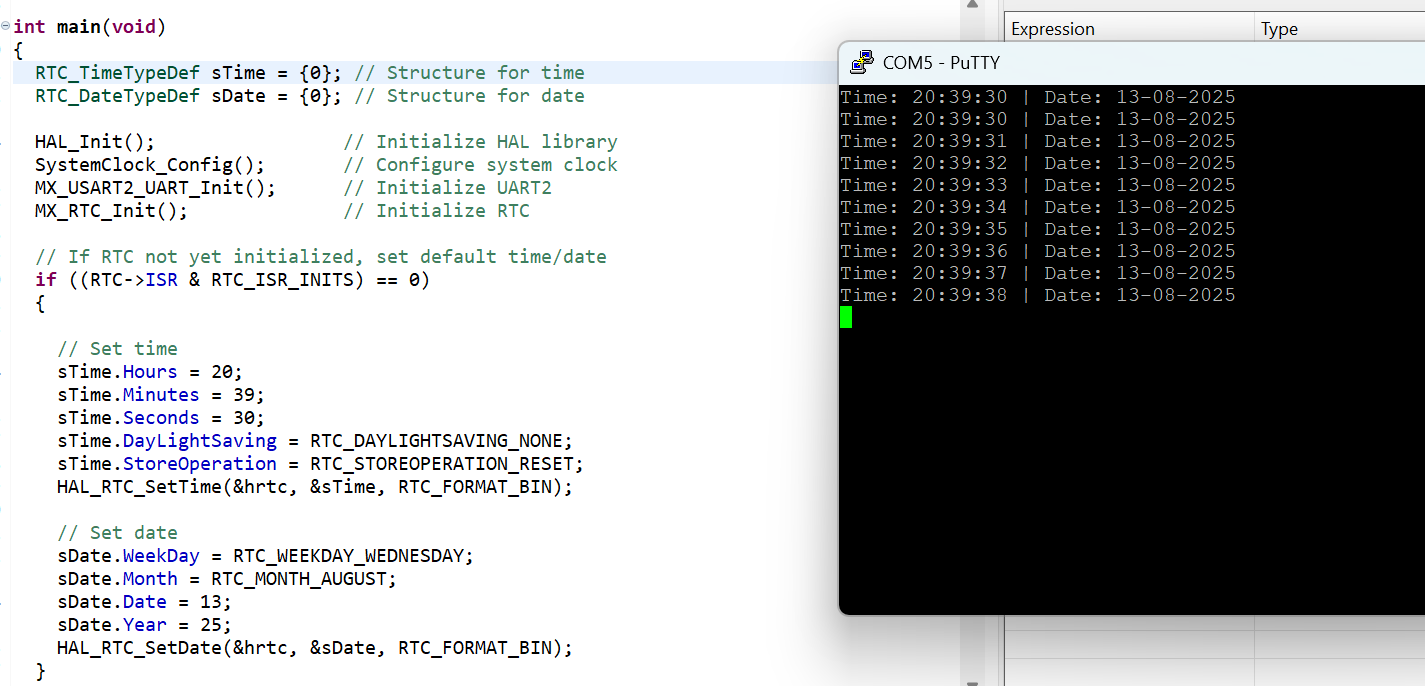 int main(void)
{
RTC_TimeTypeDef sTime = {0}; // Structure for time
RTC_DateTypeDef sDate = {0}; // Structure for date
HAL_Init(); // Initialize HAL library
SystemClock_Config(); // Configure system clock
MX_USART2_UART_Init(); // Initialize UART2
MX_RTC_Init(); // Initialize RTC
// If RTC not yet initialized, set default time/date
if ((RTC->ISR & RTC_ISR_INITS) == 0)
{
// Set time
sTime.Hours = 20;
sTime.Minutes = 39;
sTime.Seconds = 30;
sTime.DayLightSaving = RTC_DAYLIGHTSAVING_NONE;
sTime.StoreOperation = RTC_STOREOPERATION_RESET;
HAL_RTC_SetTime(&hrtc, &sTime, RTC_FORMAT_BIN);
// Set date
sDate.WeekDay = RTC_WEEKDAY_WEDNESDAY;
sDate.Month = RTC_MONTH_AUGUST;
sDate.Date = 13;
sDate.Year = 25;
HAL_RTC_SetDate(&hrtc, &sDate, RTC_FORMAT_BIN);
}
Expression Type
COM5 - PuTTY
Time: 20:39:30 | Date: 13-08-2025
Time: 20:39:30 | Date: 13-08-2025
Time: 20:39:31 | Date: 13-08-2025
Time: 20:39:32 | Date: 13-08-2025
Time: 20:39:33 | Date: 13-08-2025
Time: 20:39:34 | Date: 13-08-2025
Time: 20:39:35 | Date: 13-08-2025
Time: 20:39:36 | Date: 13-08-2025
Time: 20:39:37 | Date: 13-08-2025
Time: 20:39:38 | Date: 13-08-2025